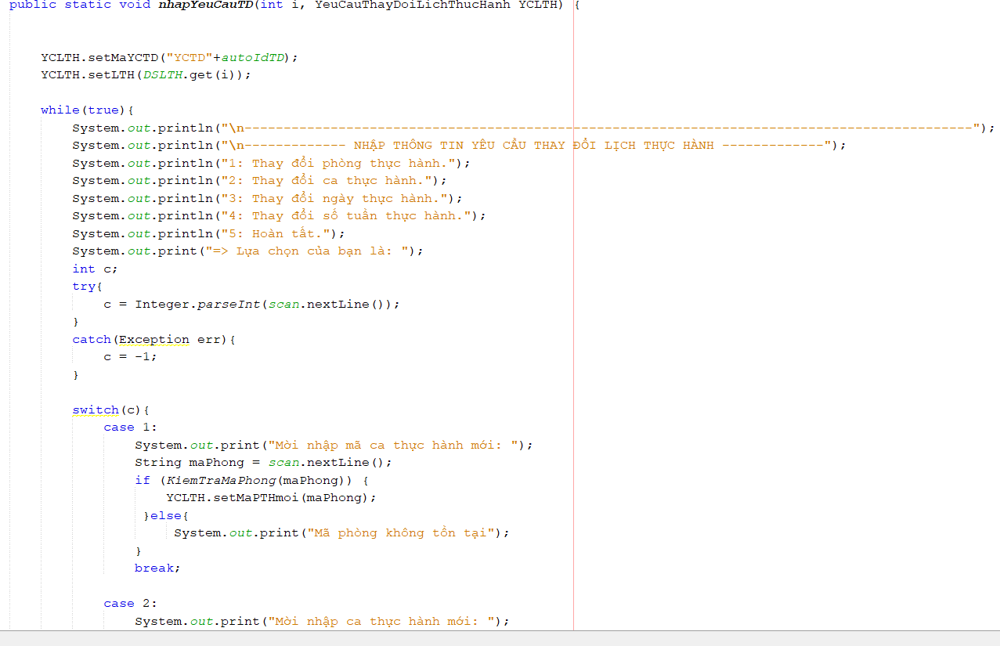 public static void nhapYeuCauTD(int i, YeuCauThayDoiLichThucHanh YCLTH) {
YCLTH.setMaYCTD("YCTD"+autoIdTD);
YCLTH.setLTH(DSLTH.get(i));
while(true){
System.out.println("\n---------------------------------------------------------------------------------------------");
System.out.println("\n------------- NHẬP THÔNG TIN YÊU CẦU THAY ĐỔI LỊCH THỰC HÀNH -------------");
System.out.println("1: Thay đổi phòng thực hành.");
System.out.println("2: Thay đổi ca thực hành.");
System.out.println("3: Thay đổi ngày thực hành.");
System.out.println("4: Thay đổi số tuần thực hành.");
System.out.println("5: Hoàn tất.");
System.out.print("=> Lựa chọn của bạn là: ");
int c;
try{
c = Integer.parseInt(scan.nextLine());
}
catch(Exception err){
c = -1;
}
switch(c){
case 1:
System.out.print("Mời nhập mã ca thực hành mới: ");
String maPhong = scan.nextLine();
if (KiemTraMaPhong(maPhong)) {
YCLTH.setMaPTHmoi(maPhong);
}else{
System.out.print("Mã phòng không tồn tại");
}
break;
case 2:
System.out.print("Mời nhập ca thực hành mới: ");